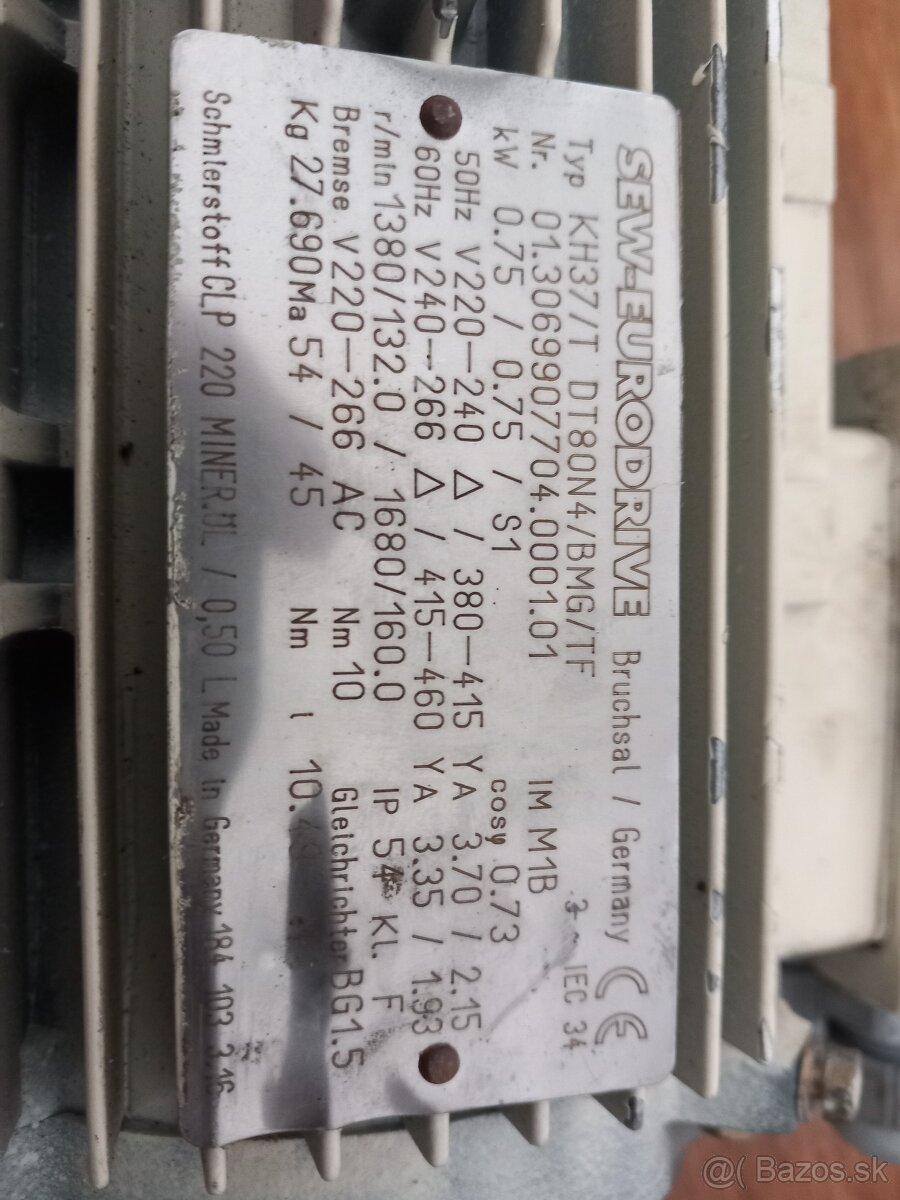 SEW-EURODRIVE Bruchsal / Germany CE
Typ KH37/T DT80N4/BMG/TF 3~ IEC 34
Nr. 01.3069907704.0001.01 IM M1B
kW 0.75 / 0.75 / S1 cosφ 0.73
50Hz V220–240 Δ / 380–415 Y A 3.70 / 2.15
60Hz V240–266 Δ / 415–460 Y A 3.35 / 1.93
r/min 1380/132.0 / 1680/160.0 IP 54 KL. F
Bremse V220–266 AC Nm 10 Gleichrichter BG1.5
Kg 27.690 Ma 54 / 45 Nm i
Schmierstoff CLP 220 MINER.ÖL / 0,50 L Made in Germany 184 103 3.16
@( Bazos.sk